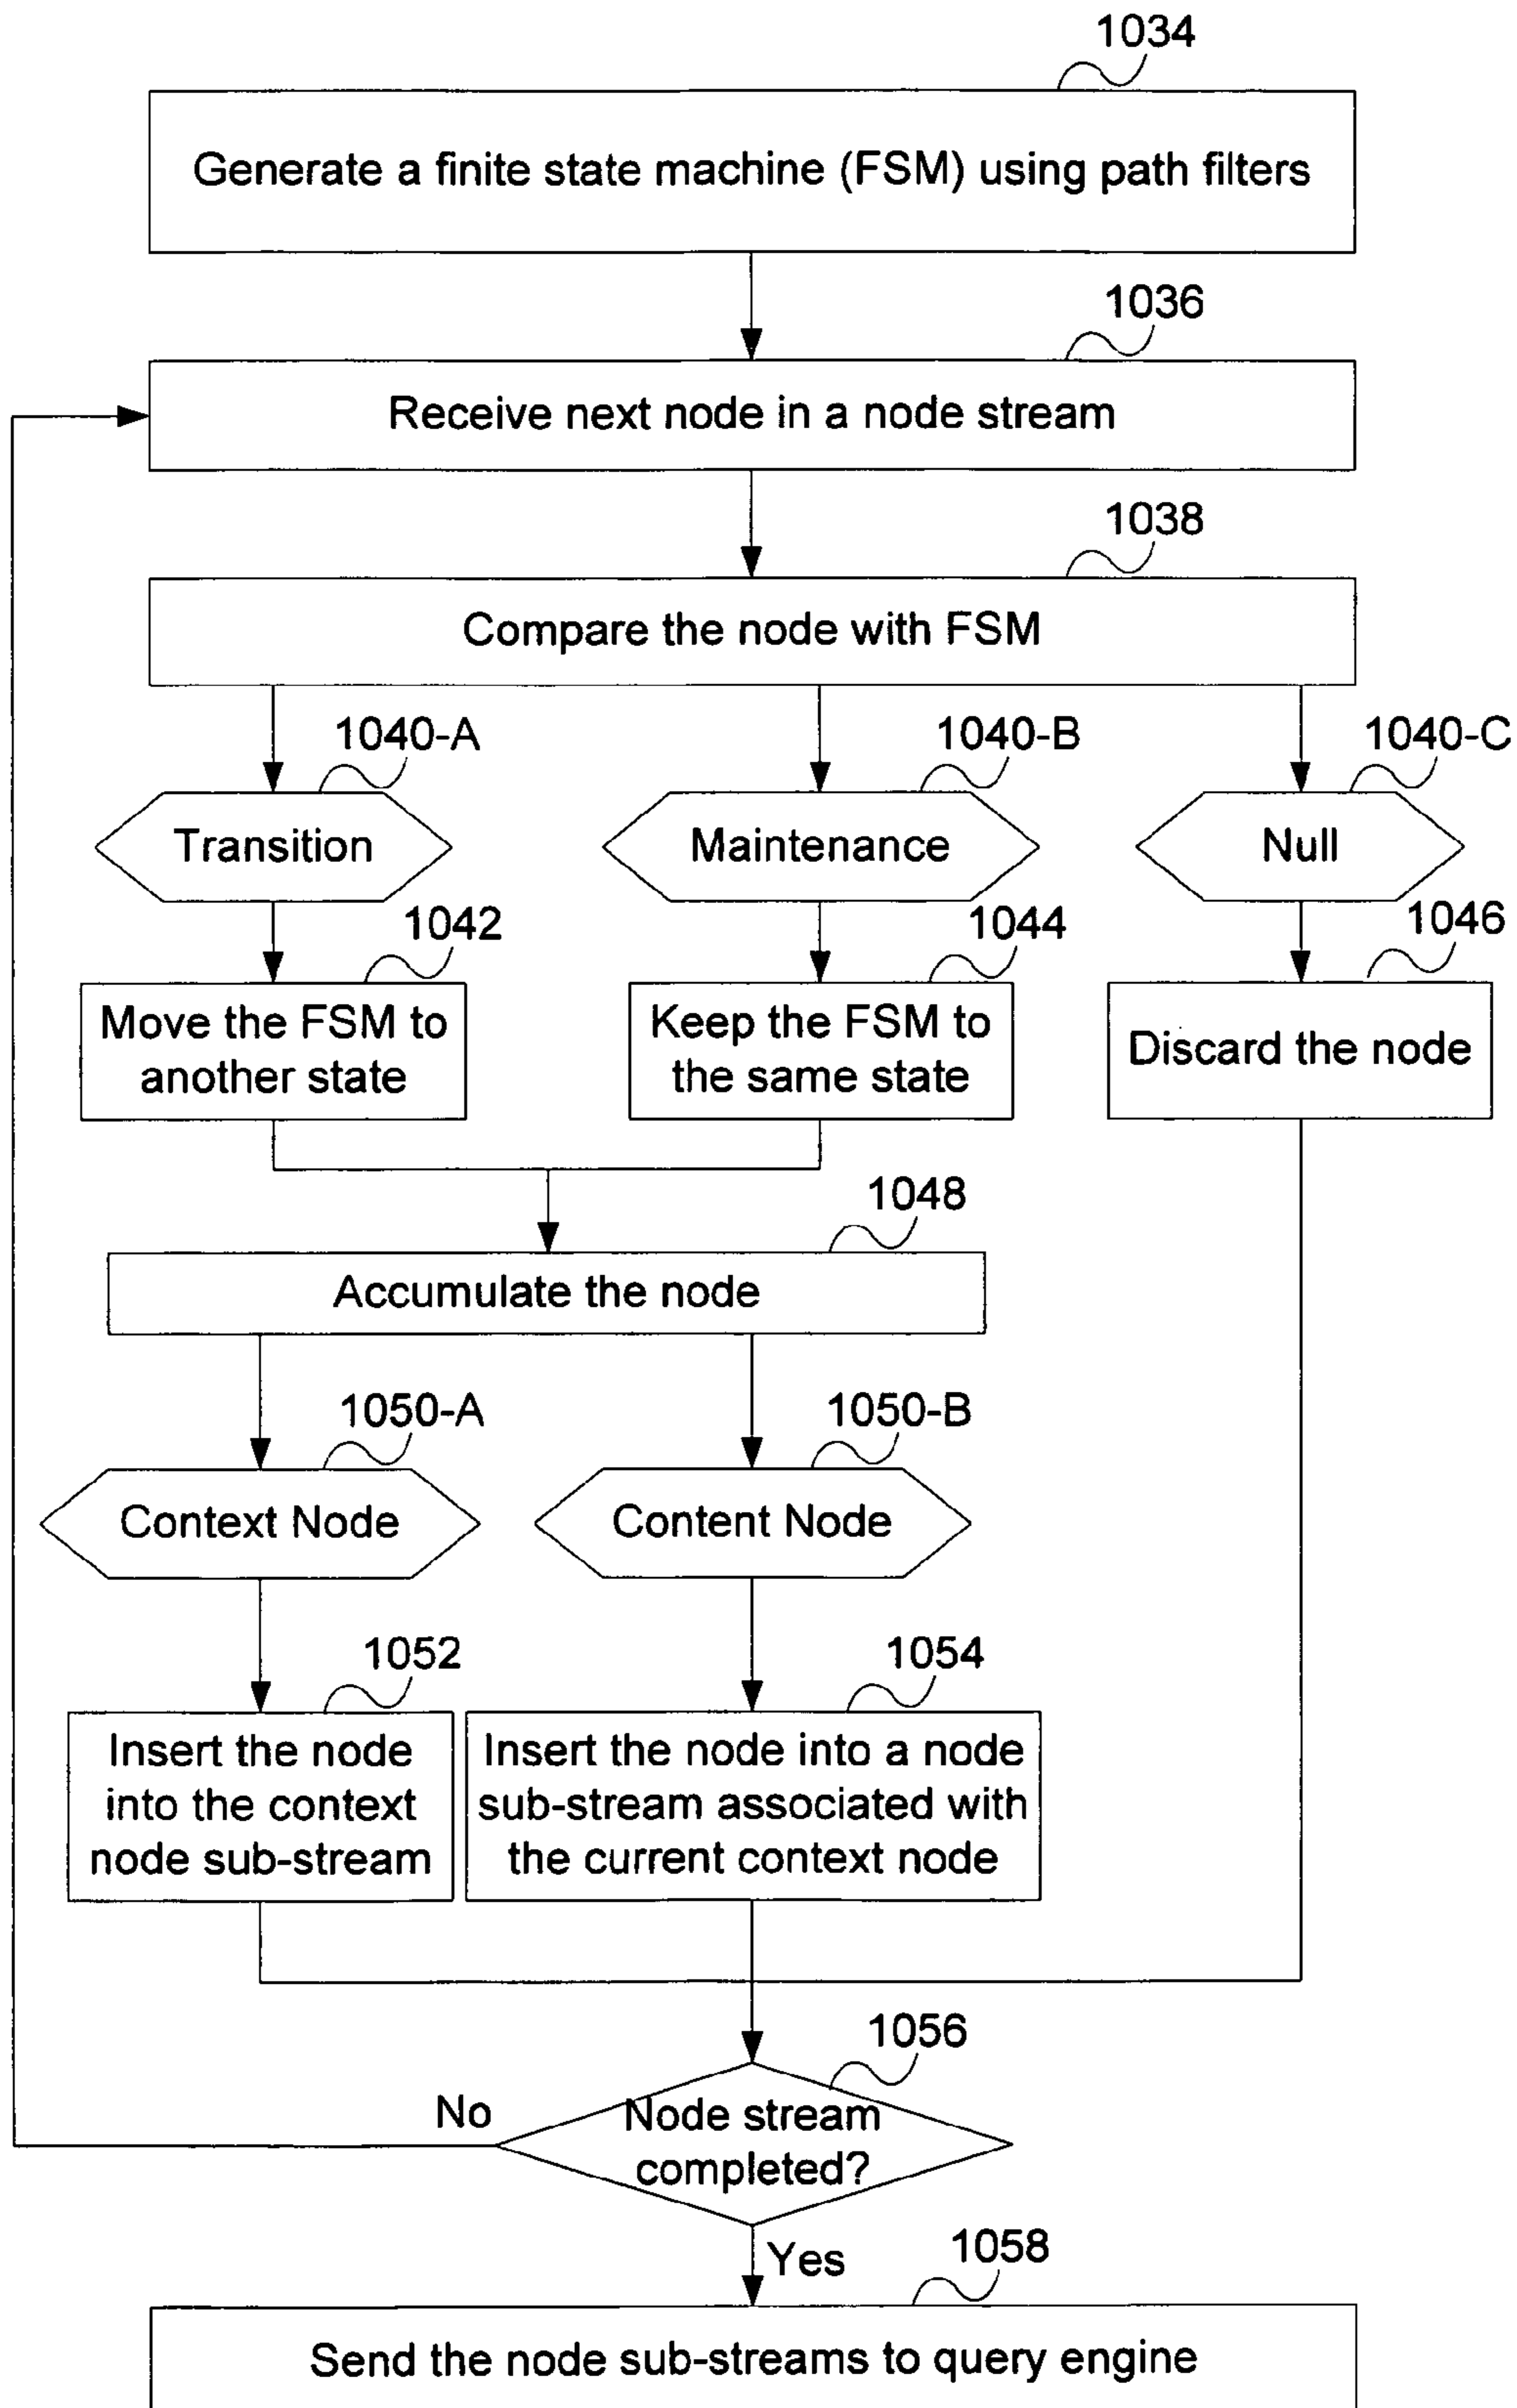 1034
Generate a finite state machine (FSM) using path filters
1036
Receive next node in a node stream
1038
Compare the node with FSM
1040-A
1040-B
1040-C
Transition
Maintenance
Null
1042
1044
1046
Move the FSM to
another state
Keep the FSM to
the same state
Discard the node
1048
Accumulate the node
1050-A
1050-B
Context Node
Content Node
1052
1054
Insert the node
into the context
node sub-stream
Insert the node into a node
sub-stream associated with
the current context node
1056
No
Node stream
completed?
Yes
1058
Send the node sub-streams to query engine